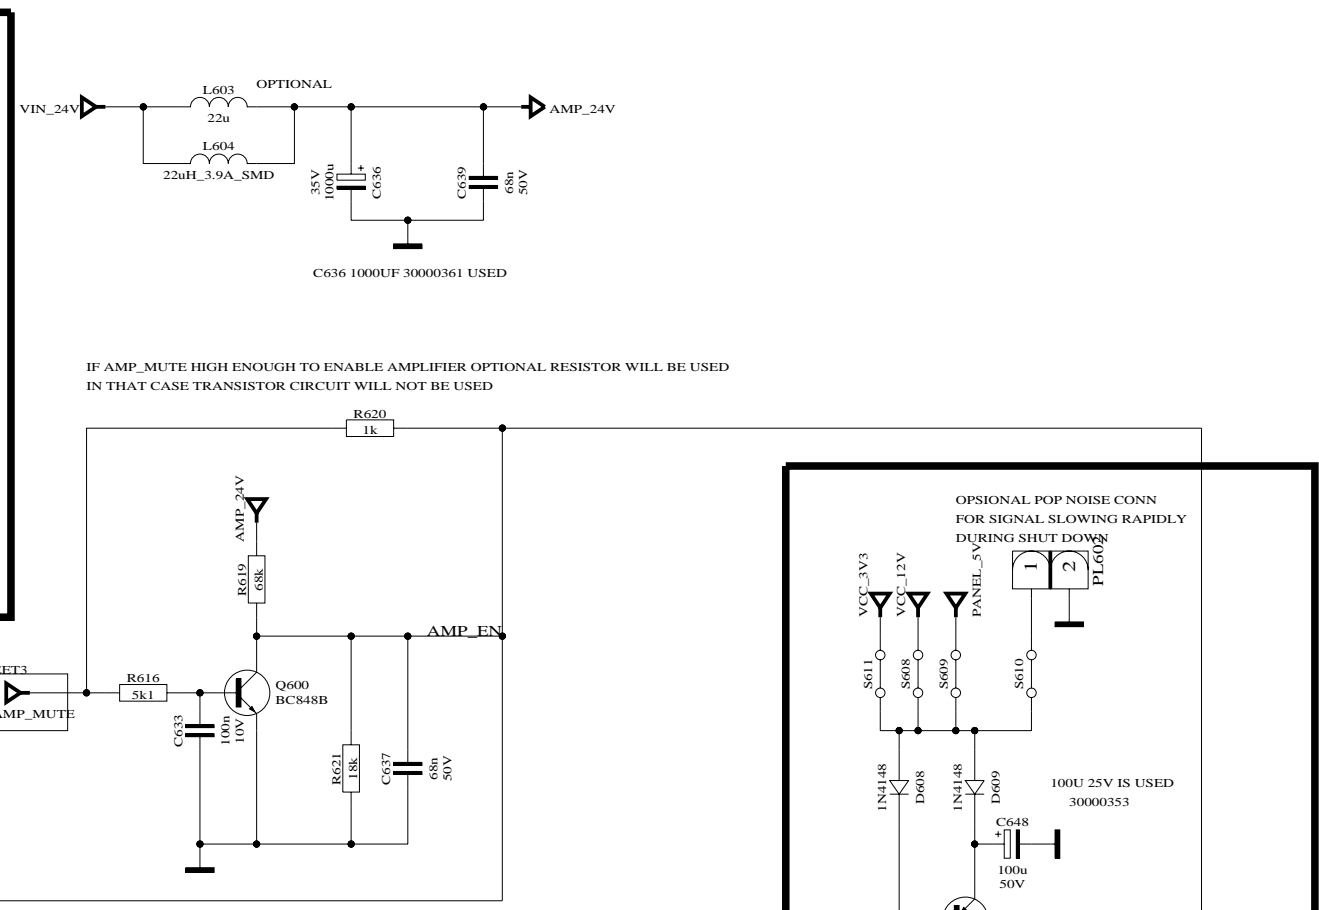 L603
OPTIONAL
VIN_24V
22u
AMP_24V
L604
22uH_3.9A_SMD
35V
1000u
+
C636
C639
68n
50V
C636 1000UF 30000361 USED
IF AMP_MUTE HIGH ENOUGH TO ENABLE AMPLIFIER OPTIONAL RESISTOR WILL BE USED
IN THAT CASE TRANSISTOR CIRCUIT WILL NOT BE USED
R620
1k
AMP_24V
R619
68k
AMP_EN
ET3
AMP_MUTE
R616
5k1
Q600
BC848B
C633
100n
10V
R621
18k
C637
68n
50V
OPSIONAL POP NOISE CONN
FOR SIGNAL SLOWING RAPIDLY
DURING SHUT DOWN
VCC_3V3
VCC_12V
PANEL_5V
1
2
PL602
S611
S608
S609
S610
1N4148
D608
1N4148
D609
100U 25V IS USED
30000353
C648
+
100u
50V